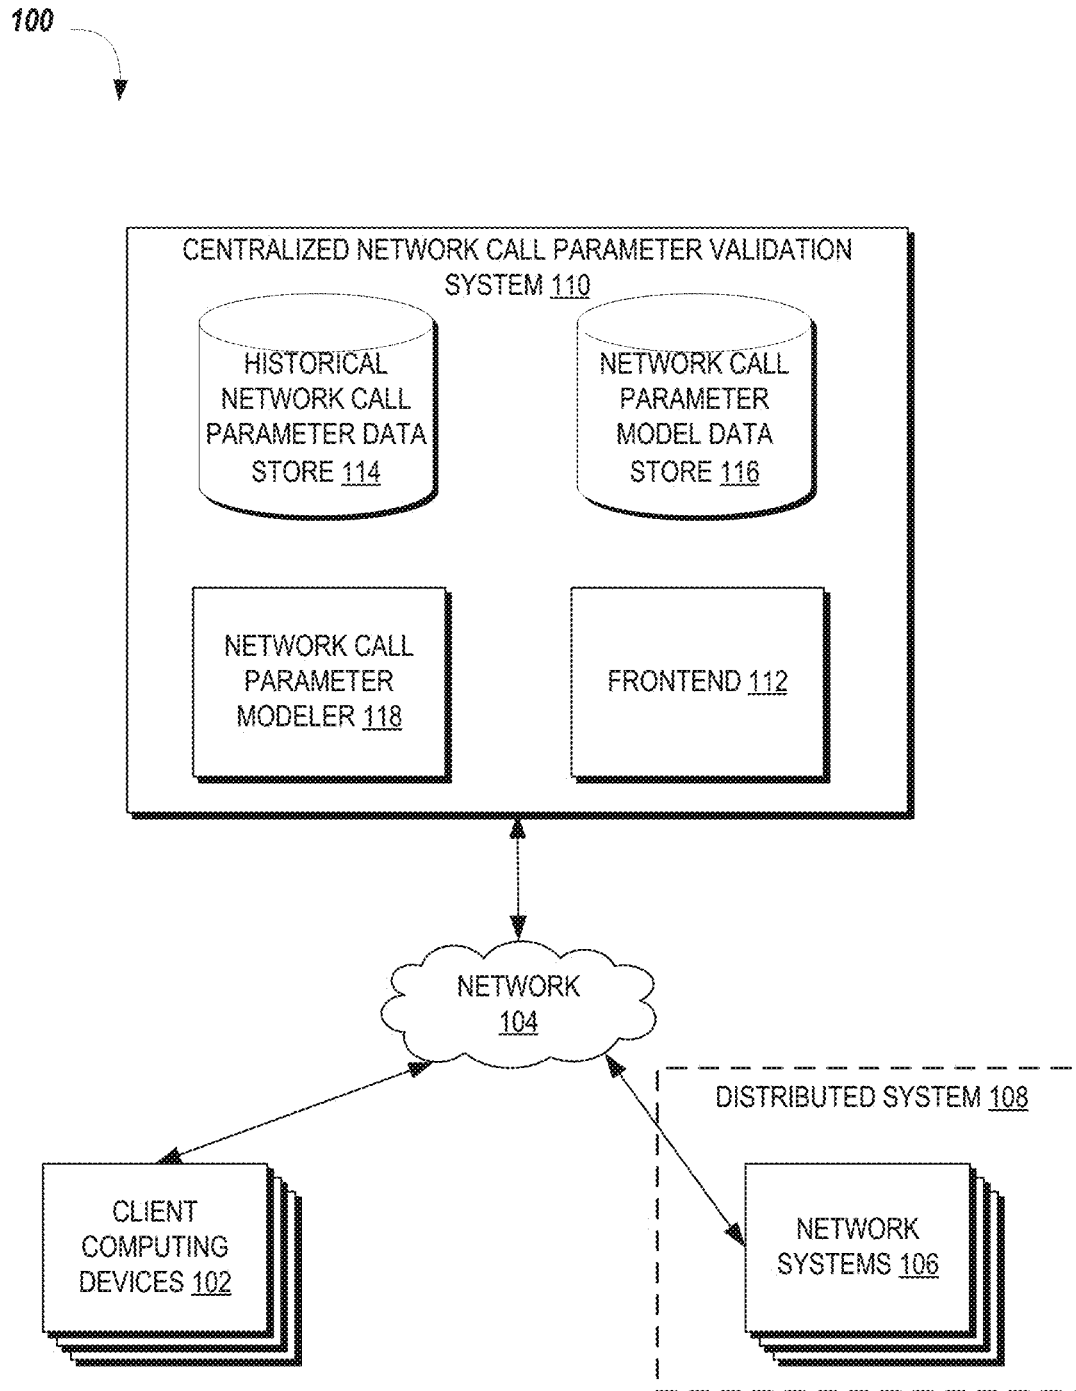 100
CENTRALIZED NETWORK CALL PARAMETER VALIDATION
SYSTEM 110
HISTORICAL
NETWORK CALL
PARAMETER DATA
STORE 114
NETWORK CALL
PARAMETER
MODEL DATA
STORE 116
NETWORK CALL
PARAMETER
MODELER 118
FRONTEND 112
NETWORK
104
DISTRIBUTED SYSTEM 108
CLIENT
COMPUTING
DEVICES 102
NETWORK
SYSTEMS 106